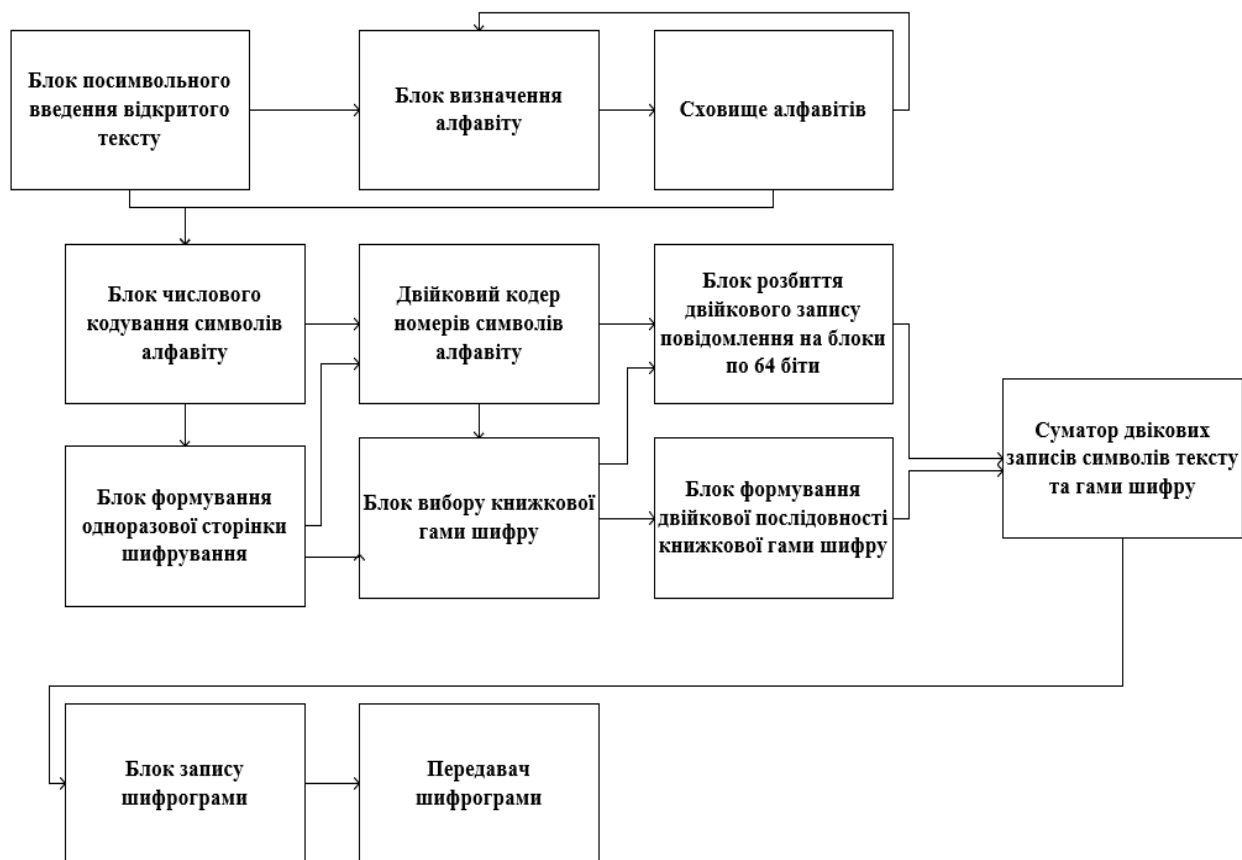 Блок посимвольного
введення відкритого
тексту
Блок визначення
алфавіту
Сховище алфавітів
Блок числового
кодування символів
алфавіту
Двійковий кодер
номерів символів
алфавіту
Блок розбиття
двійкового запису
повідомлення на блоки
по 64 біти
Блок формування
одноразової сторінки
шифрування
Блок вибору книжкової
гами шифру
Блок формування
двійкової послідовності
книжкової гами шифру
Суматор двікових
записів символів тексту
та гами шифру
Блок запису
шифрограми
Передавач
шифрограми